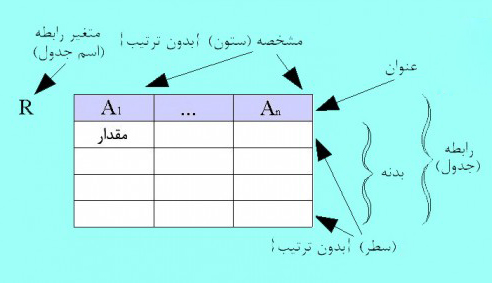 متغیر رابطه
(اسم جدول)
مشخصه (ستون) {بدون ترتیب}
عنوان
R
A1 ... An
مقدار
رابطه
(جدول)
بدنه
(سطر) {بدون ترتیب}